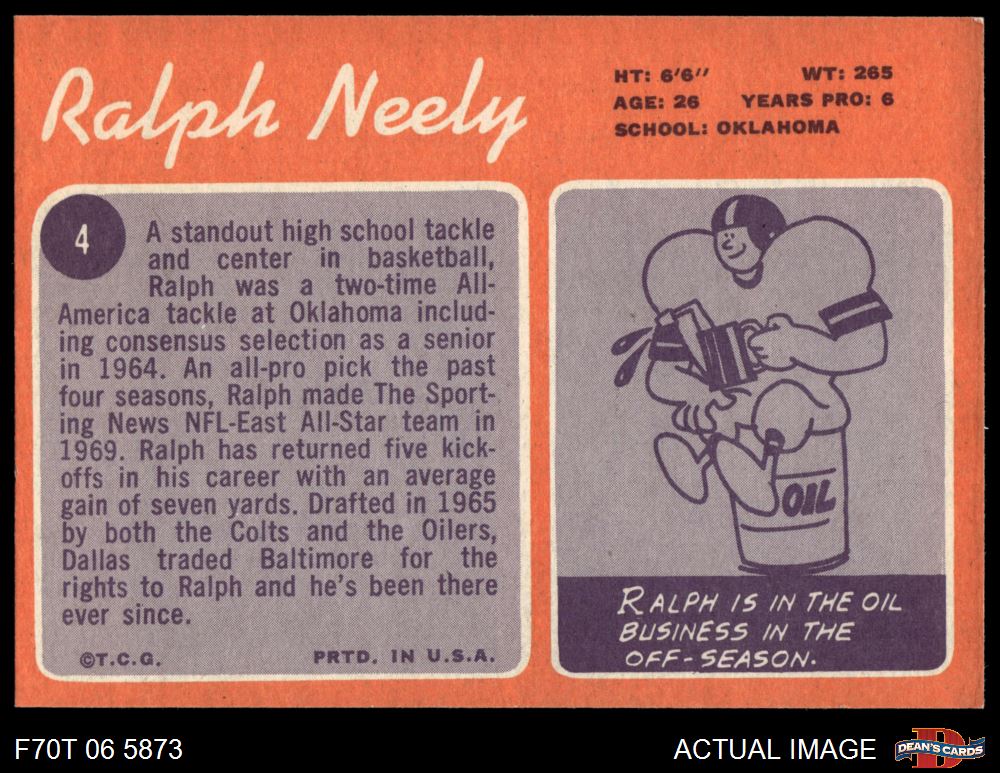 Ralph Neely
HT: 6'6" WT: 265
AGE: 26 YEARS PRO: 6
SCHOOL: OKLAHOMA
4
A standout high school tackle
and center in basketball,
Ralph was a two-time All-
America tackle at Oklahoma includ-
ing consensus selection as a senior
in 1964. An all-pro pick the past
four seasons, Ralph made The Sport-
ing News NFL-East All-Star team in
1969. Ralph has returned five kick-
offs in his career with an average
gain of seven yards. Drafted in 1965
by both the Colts and the Oilers,
Dallas traded Baltimore for the
rights to Ralph and he's been there
ever since.
©T.C.G. PRTD. IN U.S.A.
OIL
RALPH IS IN THE OIL
BUSINESS IN THE
OFF-SEASON.
F70T 06 5873
ACTUAL IMAGE
D
DEAN'S CARDS